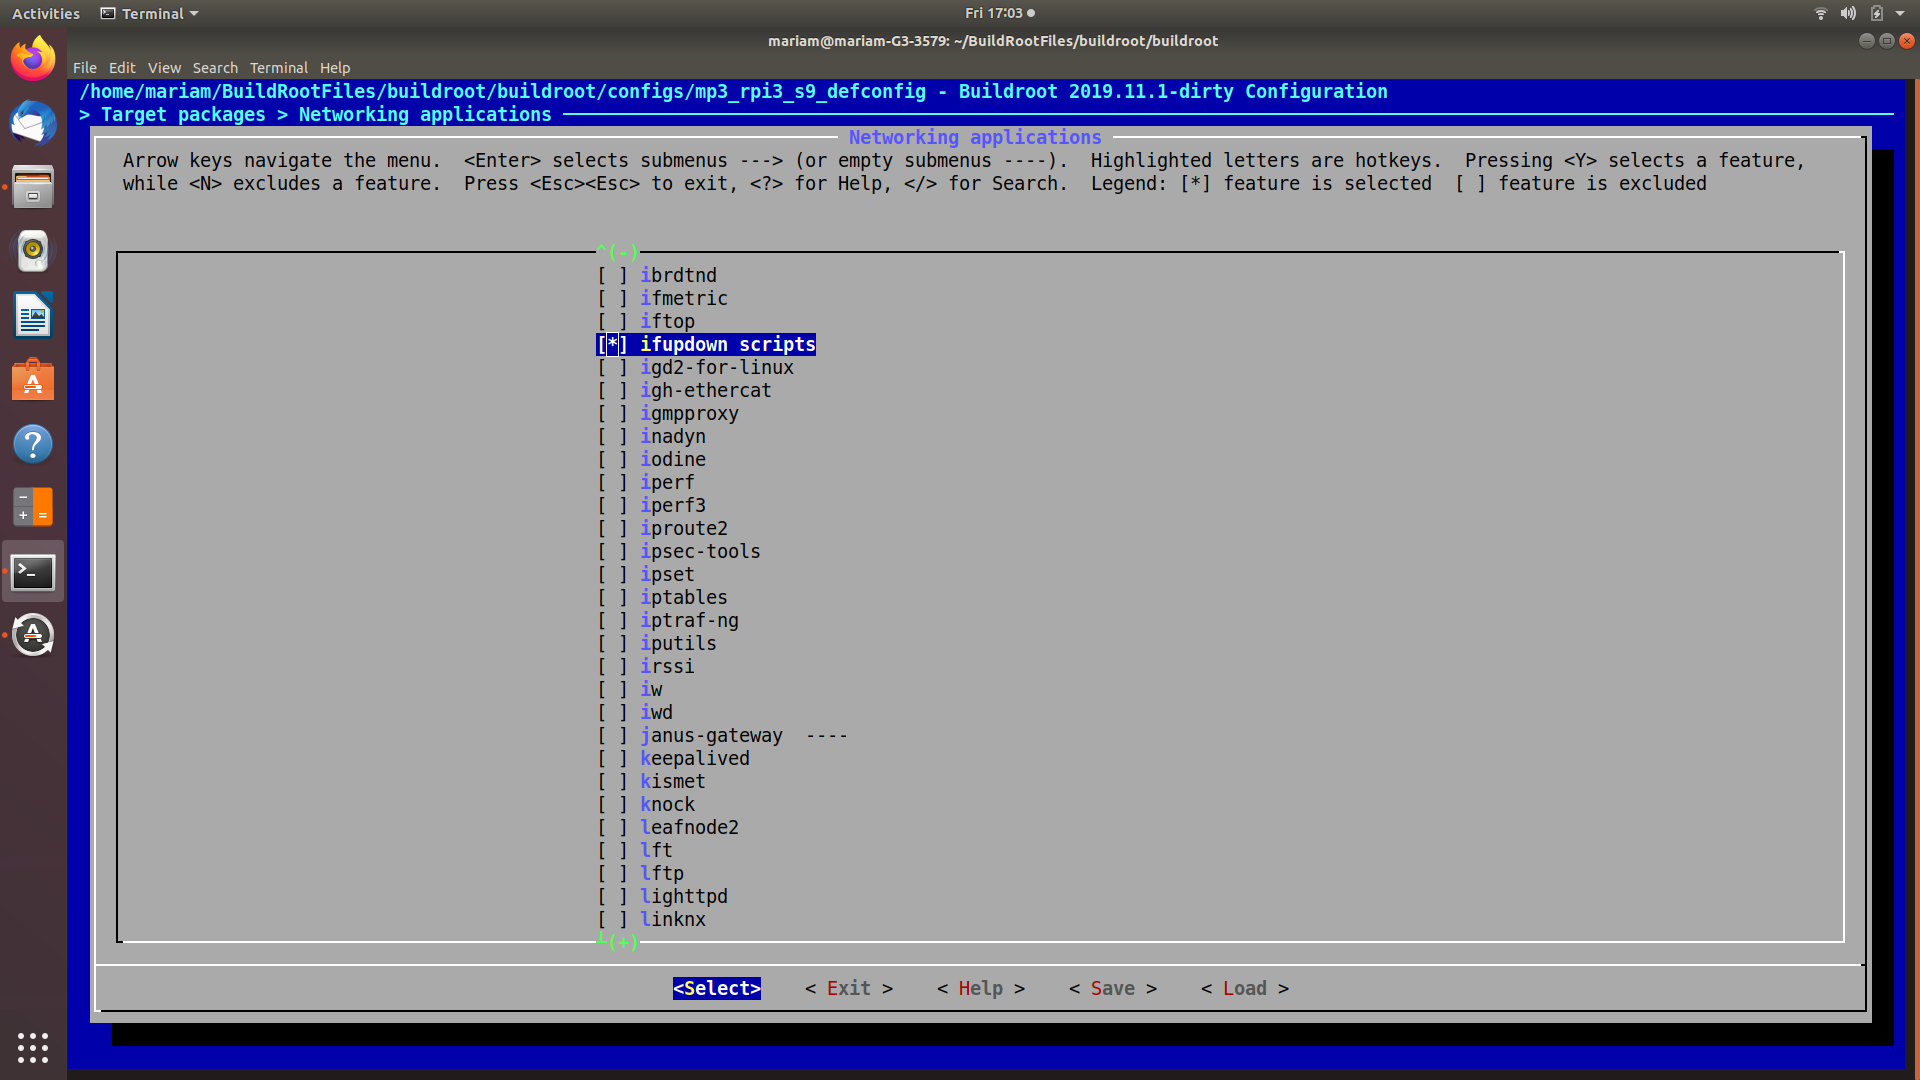 Activities Terminal Fri 17:03
mariam@mariam-G3-3579: ~/BuildRootFiles/buildroot/buildroot
File Edit View Search Terminal Help
/home/mariam/BuildRootFiles/buildroot/buildroot/configs/mp3_rpi3_s9_defconfig - Buildroot 2019.11.1-dirty Configuration
> Target packages > Networking applications
Networking applications
Arrow keys navigate the menu.  <Enter> selects submenus ---> (or empty submenus ----).  Highlighted letters are hotkeys.  Pressing <Y> selects a feature,
while <N> excludes a feature.  Press <Esc><Esc> to exit, <?> for Help, </> for Search.  Legend: [*] feature is selected  [ ] feature is excluded
^(-)
[ ] ibrdtnd
[ ] ifmetric
[ ] iftop
[*] ifupdown scripts
[ ] igd2-for-linux
[ ] igh-ethercat
[ ] igmpproxy
[ ] inadyn
[ ] iodine
[ ] iperf
[ ] iperf3
[ ] iproute2
[ ] ipsec-tools
[ ] ipset
[ ] iptables
[ ] iptraf-ng
[ ] iputils
[ ] irssi
[ ] iw
[ ] iwd
[ ] janus-gateway  ----
[ ] keepalived
[ ] kismet
[ ] knock
[ ] leafnode2
[ ] lft
[ ] lftp
[ ] lighttpd
[ ] linknx
┴(+)
<Select> < Exit > < Help > < Save > < Load >